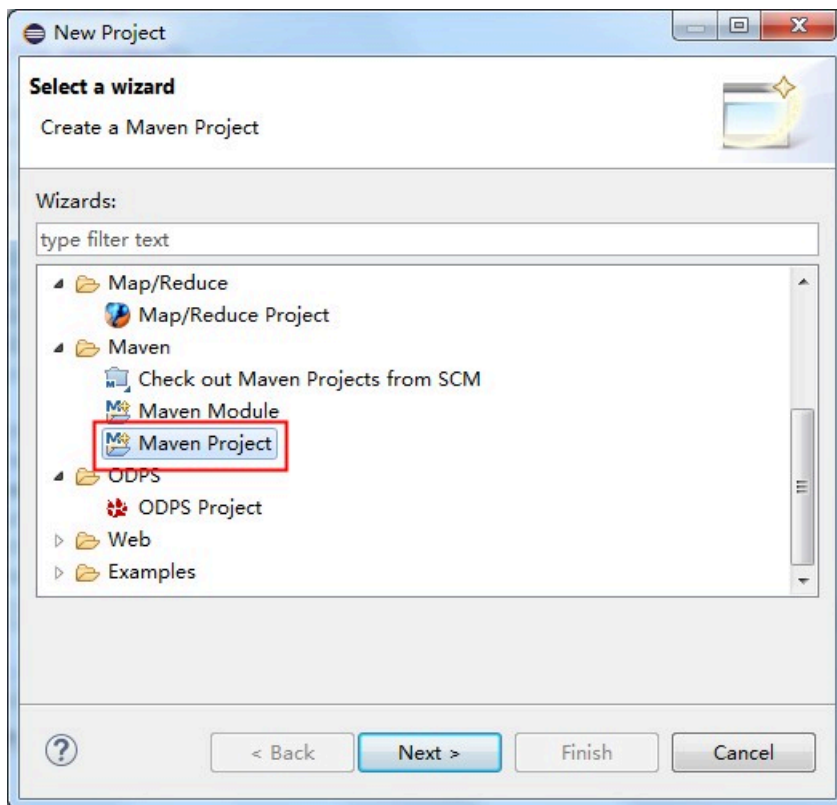 New Project
Select a wizard
Create a Maven Project
Wizards:
type filter text
Map/Reduce
Map/Reduce Project
Maven
Check out Maven Projects from SCM
Maven Module
Maven Project
ODPS
ODPS Project
Web
Examples
< Back Next > Finish Cancel